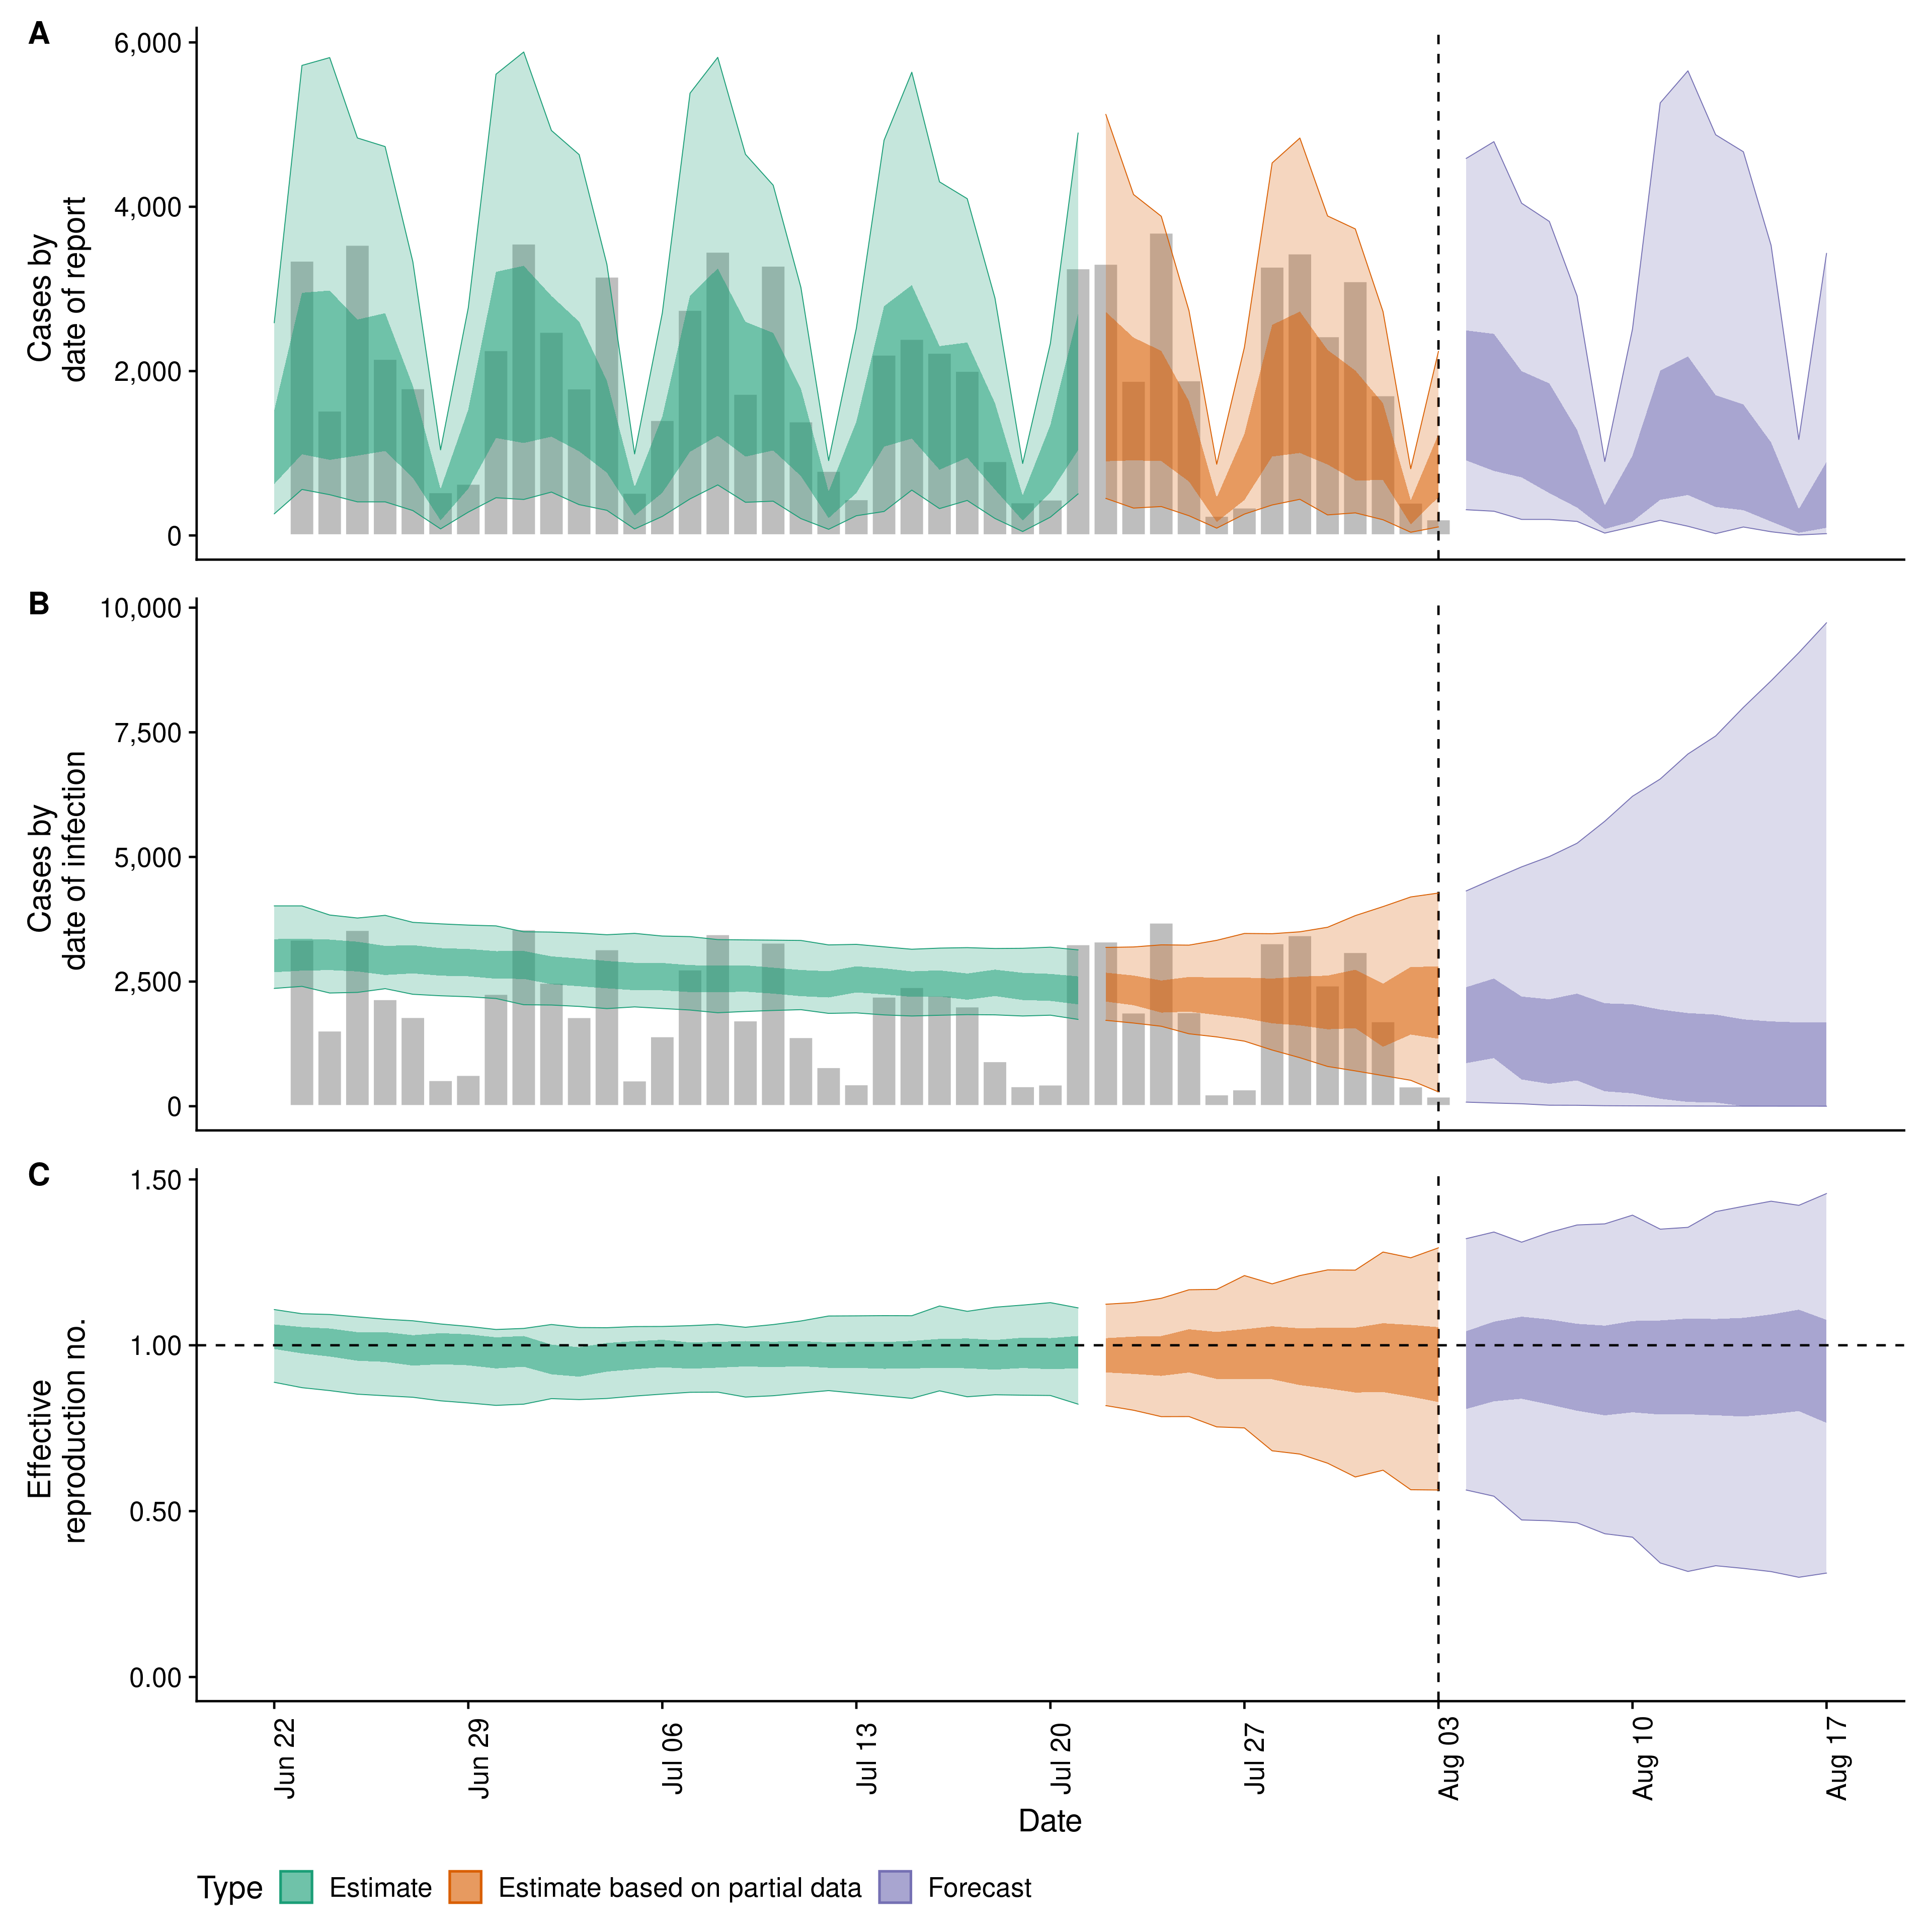 A
6,000
4,000
2,000
0
Cases by
date of report
B
10,000
7,500
5,000
2,500
0
Cases by
date of infection
C
1.50
1.00
0.50
0.00
Effective
reproduction no.
Jun 22
Jun 29
Jul 06
Jul 13
Jul 20
Jul 27
Aug 03
Aug 10
Aug 17
Date
Type Estimate Estimate based on partial data Forecast